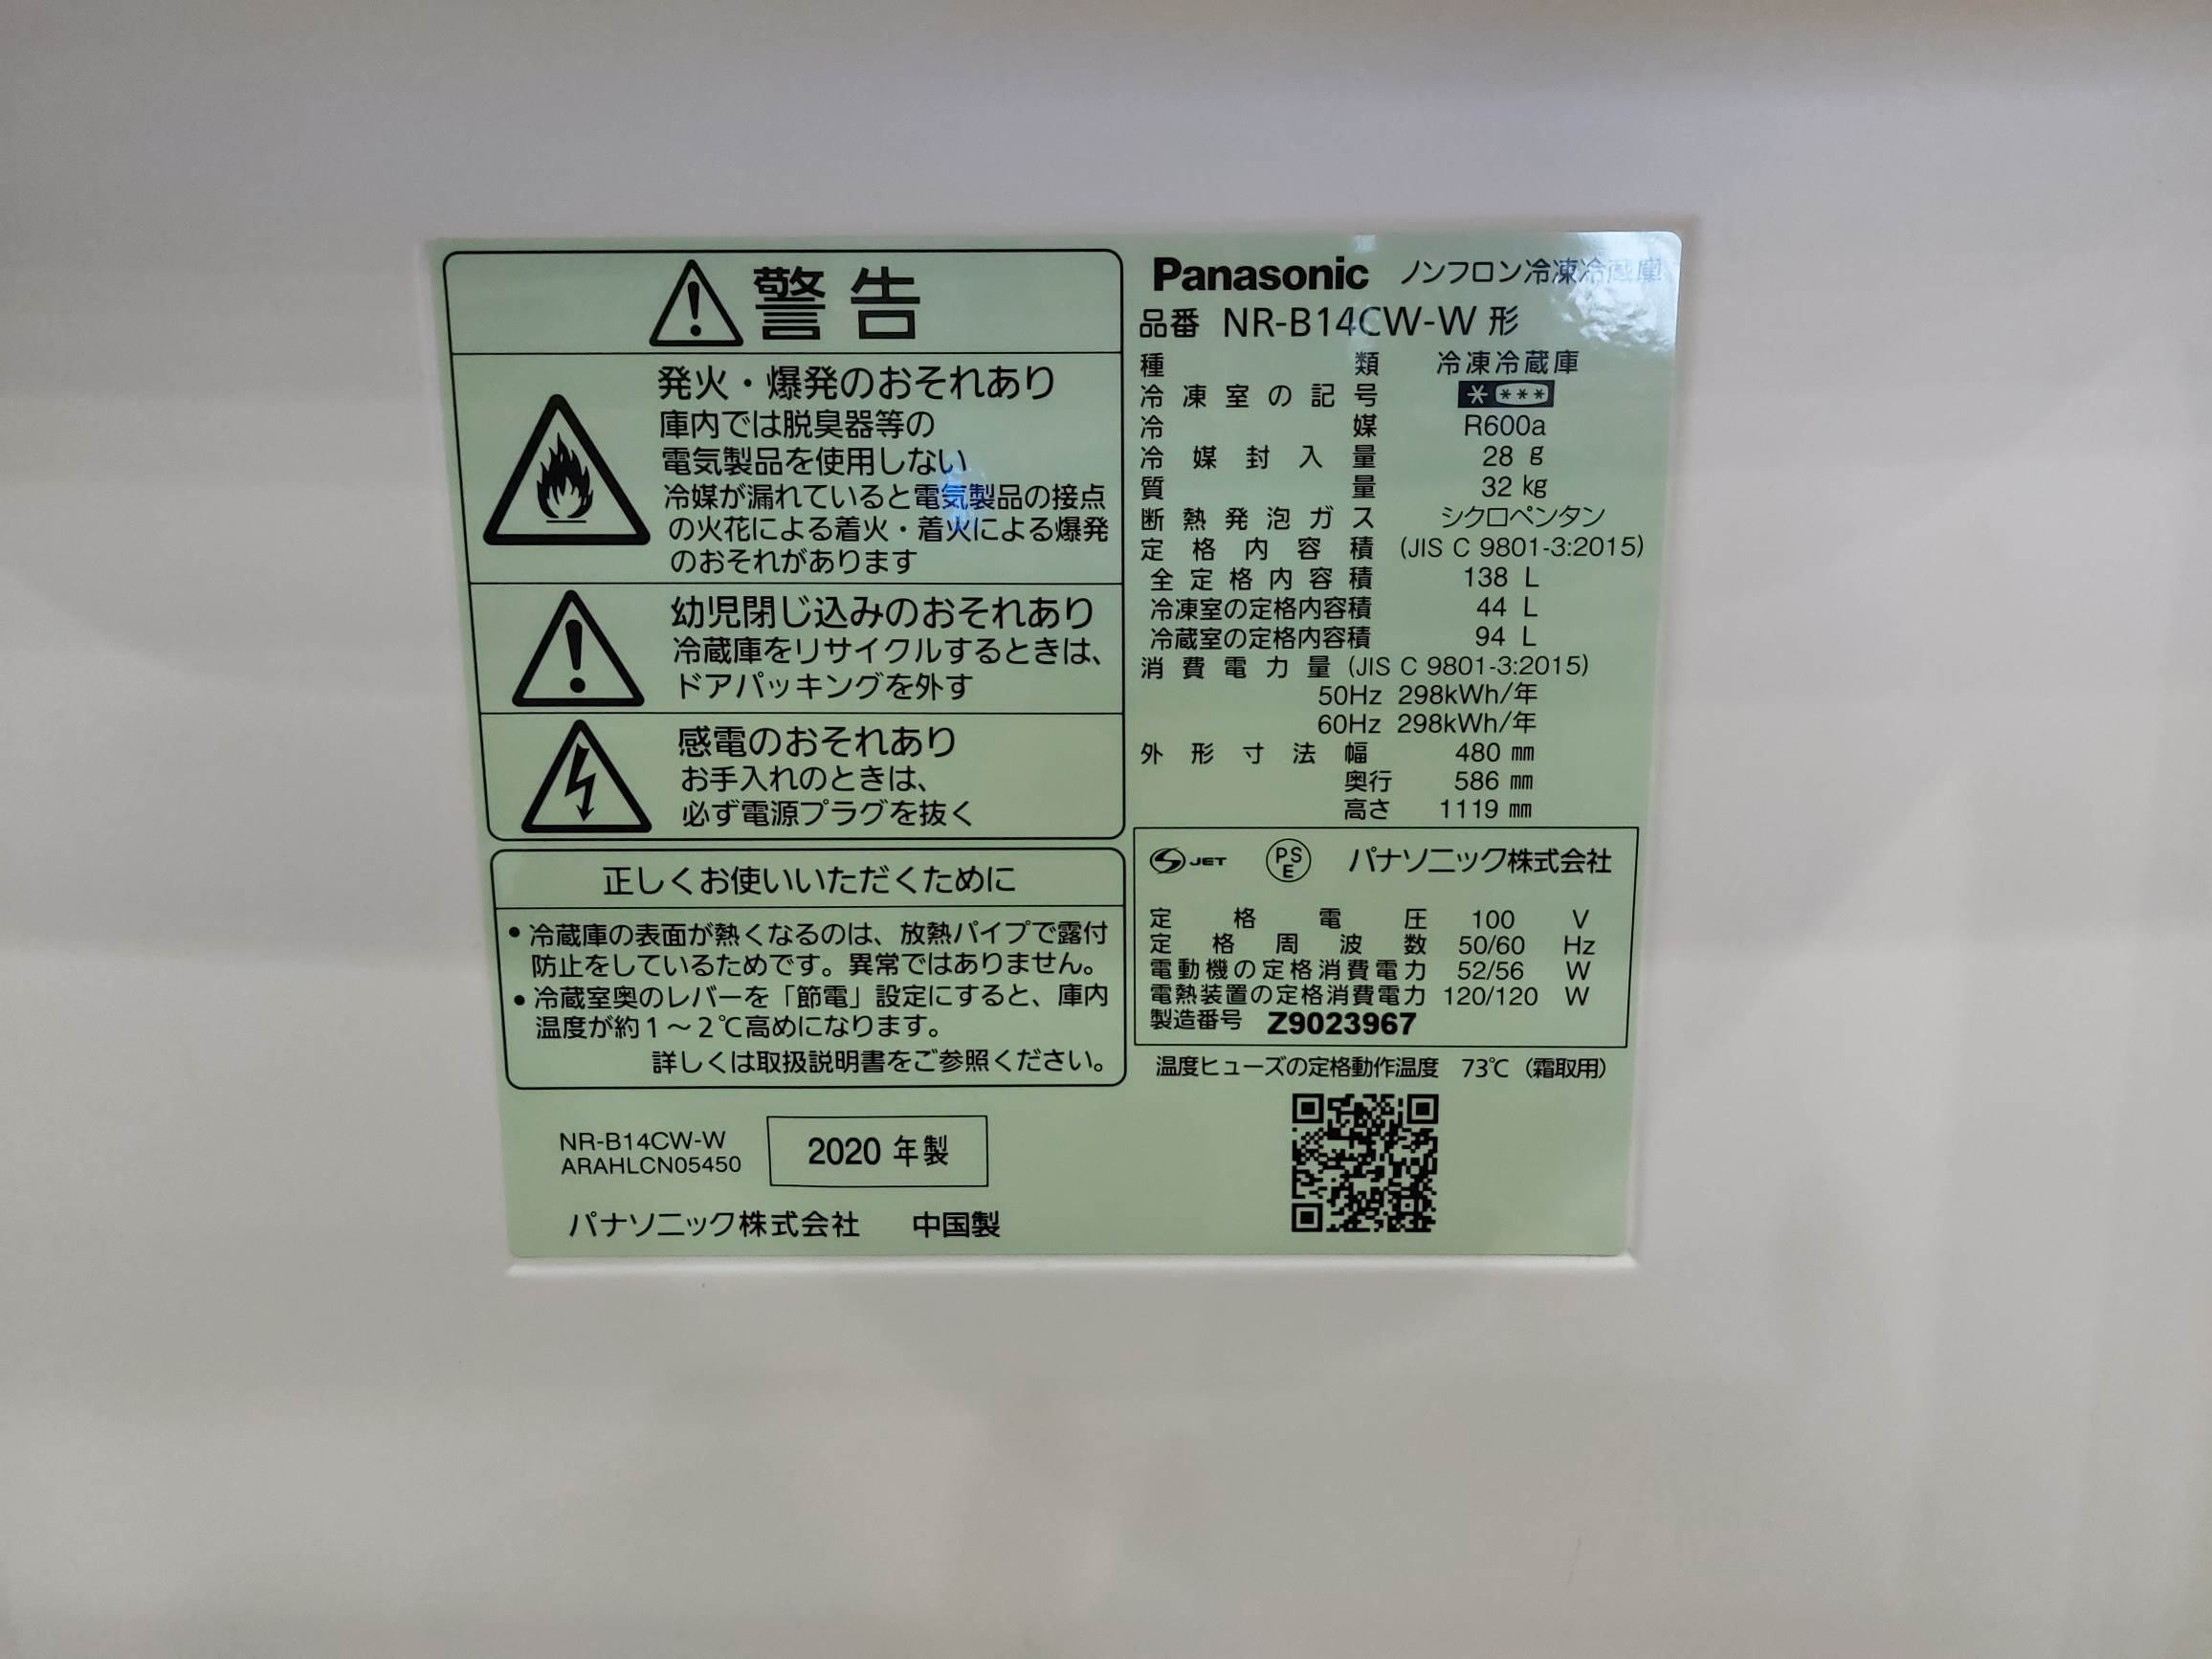 警告
発火・爆発のおそれあり
庫内では脱臭器等の
電気製品を使用しない
冷媒が漏れていると電気製品の接点
の火花による着火・着火による爆発
のおそれがあります
幼児閉じ込みのおそれあり
冷蔵庫をリサイクルするときは、
ドアパッキングを外す
感電のおそれあり
お手入れのときは、
必ず電源プラグを抜く
正しくお使いいただくために
• 冷蔵庫の表面が熱くなるのは、放熱パイプで露付
防止をしているためです。異常ではありません。
• 冷蔵室奥のレバーを「節電」設定にすると、庫内
温度が約1～2℃高めになります。
詳しくは取扱説明書をご参照ください。
NR-B14CW-W
ARAHLCN05450
2020 年製
パナソニック株式会社 中国製
Panasonic ノンフロン冷凍冷蔵庫
品番 NR-B14CW-W 形
種類 冷凍冷蔵庫
冷凍室の記号 * ***
冷媒 R600a
冷媒封入量 28 g
質量 32 kg
断熱発泡ガス シクロペンタン
定格内容積 (JIS C 9801-3:2015)
全定格内容積 138 L
冷凍室の定格内容積 44 L
冷蔵室の定格内容積 94 L
消費電力量 (JIS C 9801-3:2015)
50Hz 298kWh/年
60Hz 298kWh/年
外形寸法 幅 480 mm
奥行 586 mm
高さ 1119 mm
S JET PSE パナソニック株式会社
定格電圧 100 V
定格周波数 50/60 Hz
電動機の定格消費電力 52/56 W
電熱装置の定格消費電力 120/120 W
製造番号 Z9023967
温度ヒューズの定格動作温度 73℃（霜取用）